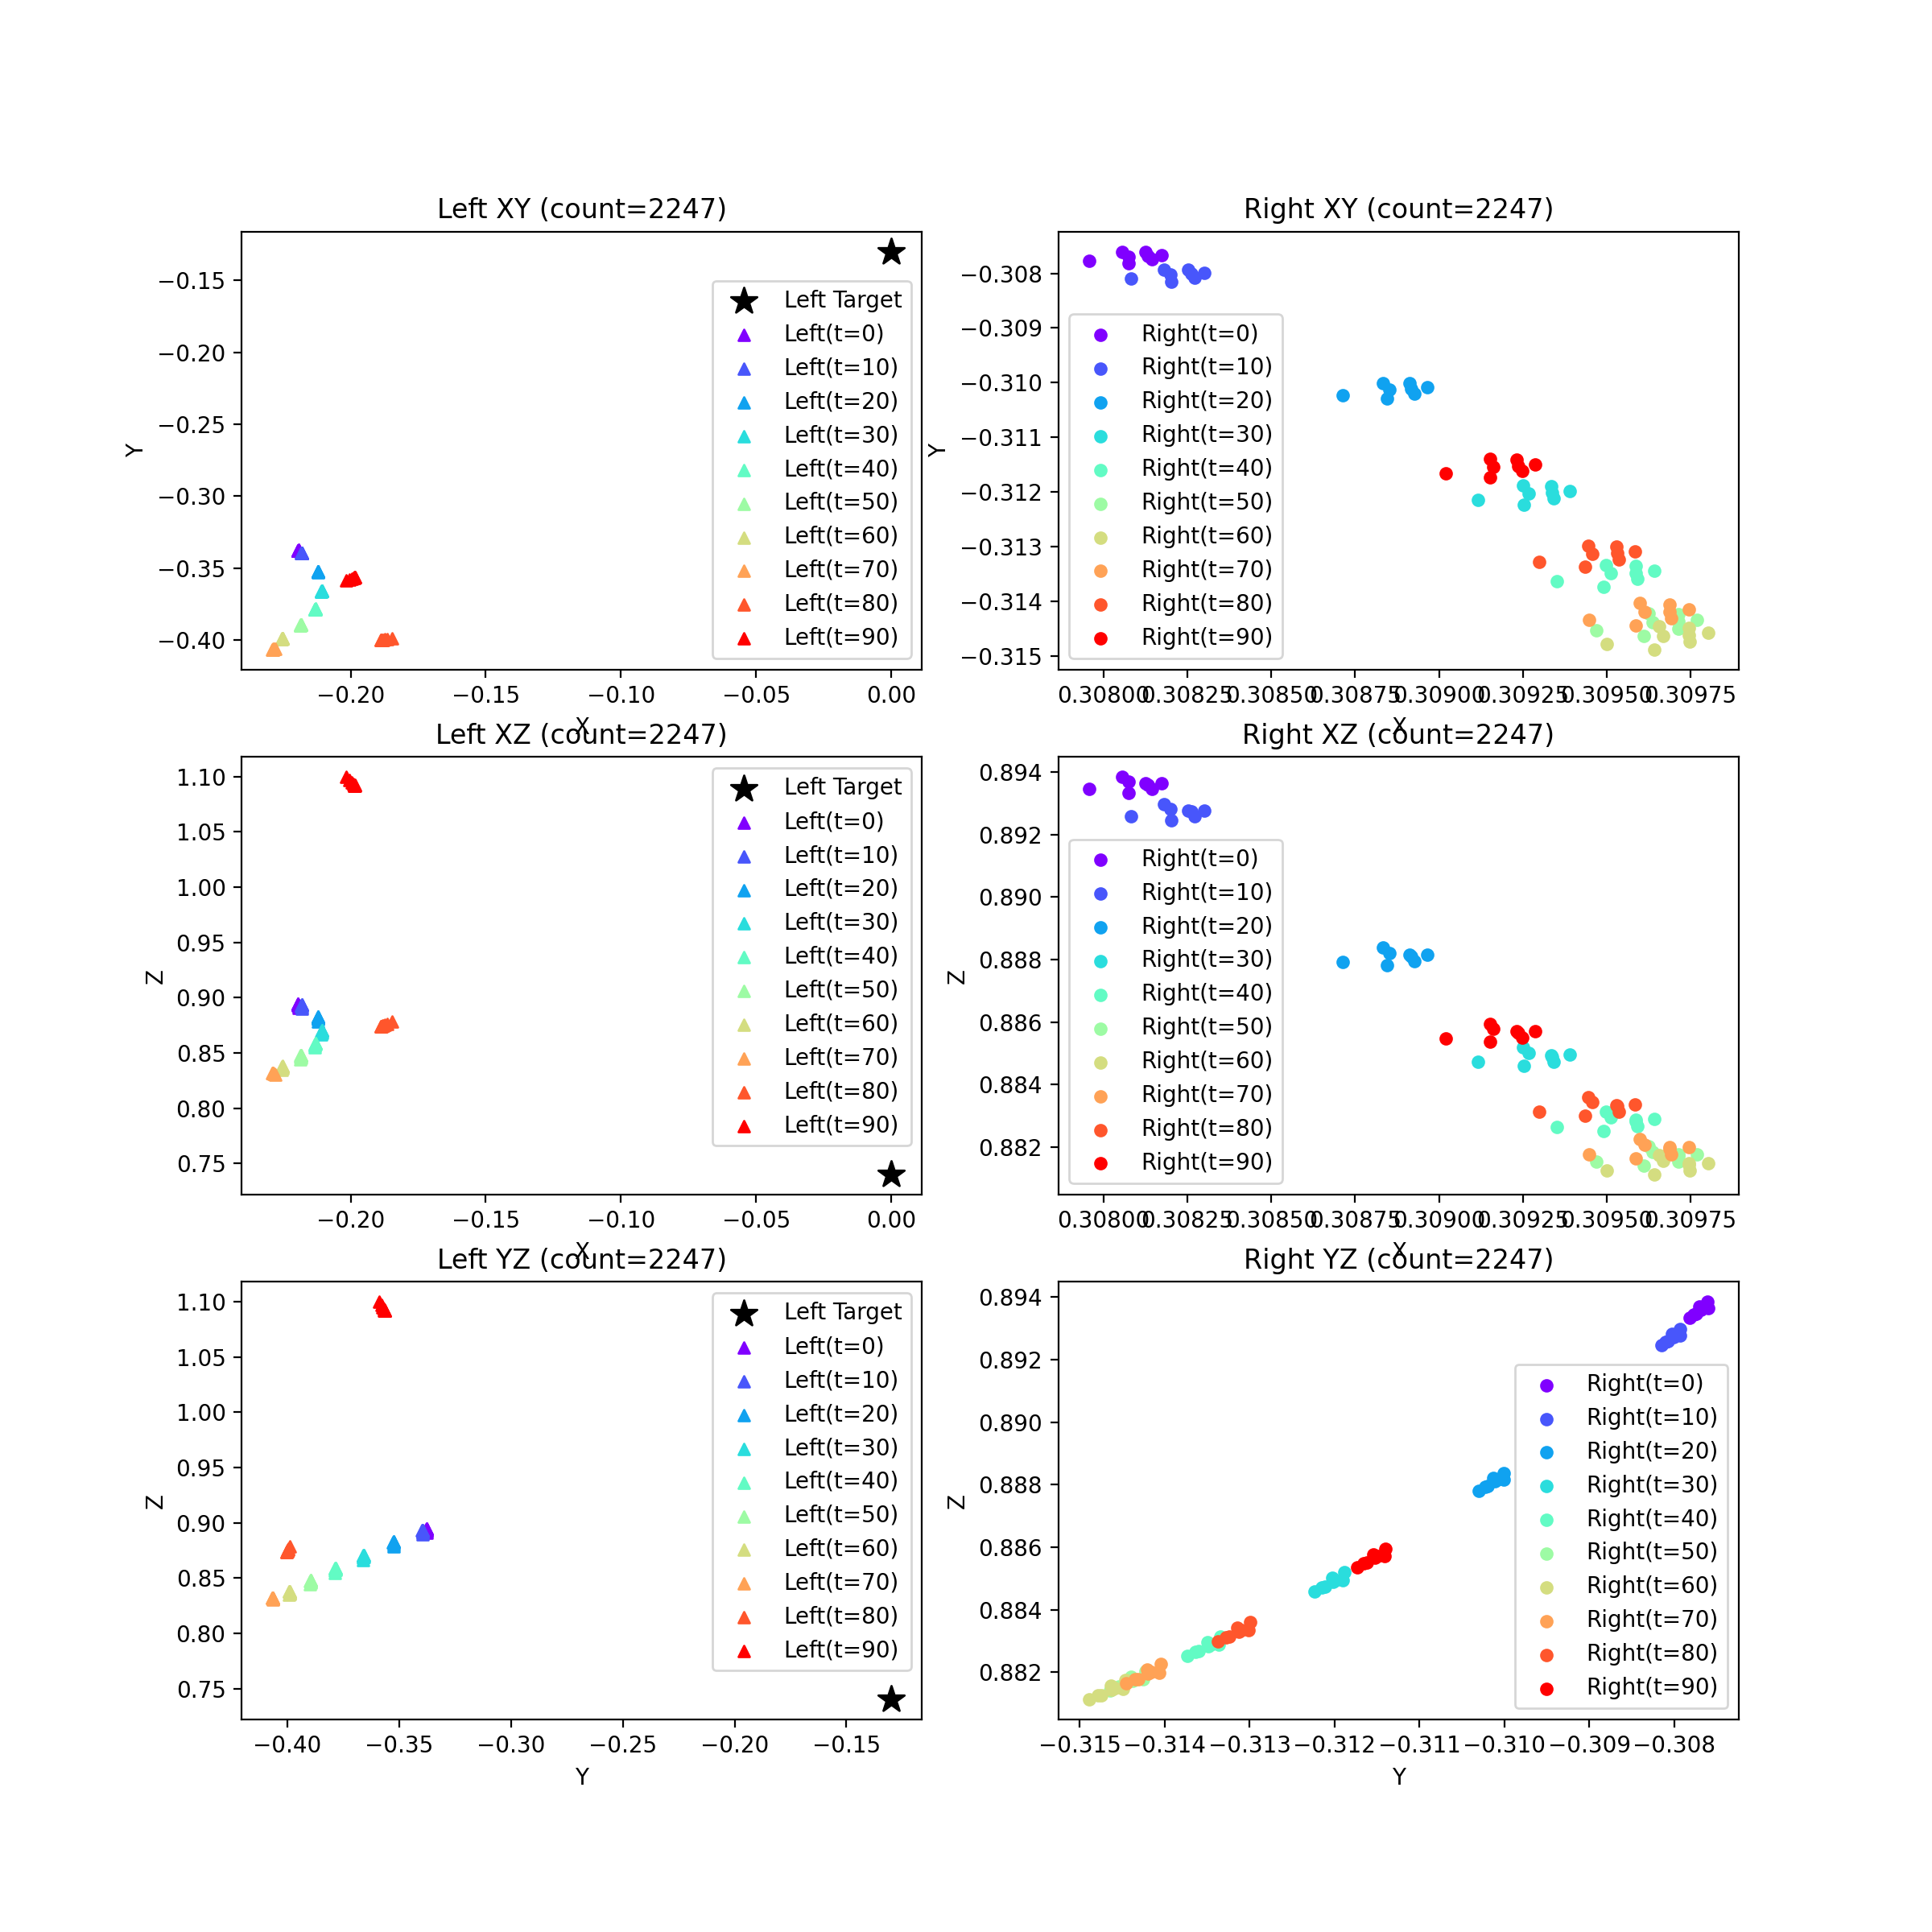 Left XY (count=2247)
−0.15
−0.20
−0.25
−0.30
−0.35
−0.40
Y
Left Target
Left(t=0)
Left(t=10)
Left(t=20)
Left(t=30)
Left(t=40)
Left(t=50)
Left(t=60)
Left(t=70)
Left(t=80)
Left(t=90)
−0.20 −0.15 −0.10 −0.05 0.00
X
Right XY (count=2247)
−0.308
−0.309
−0.310
−0.311
−0.312
−0.313
−0.314
−0.315
Y
Right(t=0)
Right(t=10)
Right(t=20)
Right(t=30)
Right(t=40)
Right(t=50)
Right(t=60)
Right(t=70)
Right(t=80)
Right(t=90)
0.30800 0.30825 0.30850 0.30875 0.30900 0.30925 0.30950 0.30975
X
Left XZ (count=2247)
1.10
1.05
1.00
0.95
0.90
0.85
0.80
0.75
Z
Left Target
Left(t=0)
Left(t=10)
Left(t=20)
Left(t=30)
Left(t=40)
Left(t=50)
Left(t=60)
Left(t=70)
Left(t=80)
Left(t=90)
−0.20 −0.15 −0.10 −0.05 0.00
X
Right XZ (count=2247)
0.894
0.892
0.890
0.888
0.886
0.884
0.882
Z
Right(t=0)
Right(t=10)
Right(t=20)
Right(t=30)
Right(t=40)
Right(t=50)
Right(t=60)
Right(t=70)
Right(t=80)
Right(t=90)
0.30800 0.30825 0.30850 0.30875 0.30900 0.30925 0.30950 0.30975
X
Left YZ (count=2247)
1.10
1.05
1.00
0.95
0.90
0.85
0.80
0.75
Z
Left Target
Left(t=0)
Left(t=10)
Left(t=20)
Left(t=30)
Left(t=40)
Left(t=50)
Left(t=60)
Left(t=70)
Left(t=80)
Left(t=90)
−0.40 −0.35 −0.30 −0.25 −0.20 −0.15
Y
Right YZ (count=2247)
0.894
0.892
0.890
0.888
0.886
0.884
0.882
Z
Right(t=0)
Right(t=10)
Right(t=20)
Right(t=30)
Right(t=40)
Right(t=50)
Right(t=60)
Right(t=70)
Right(t=80)
Right(t=90)
−0.315 −0.314 −0.313 −0.312 −0.311 −0.310 −0.309 −0.308
Y